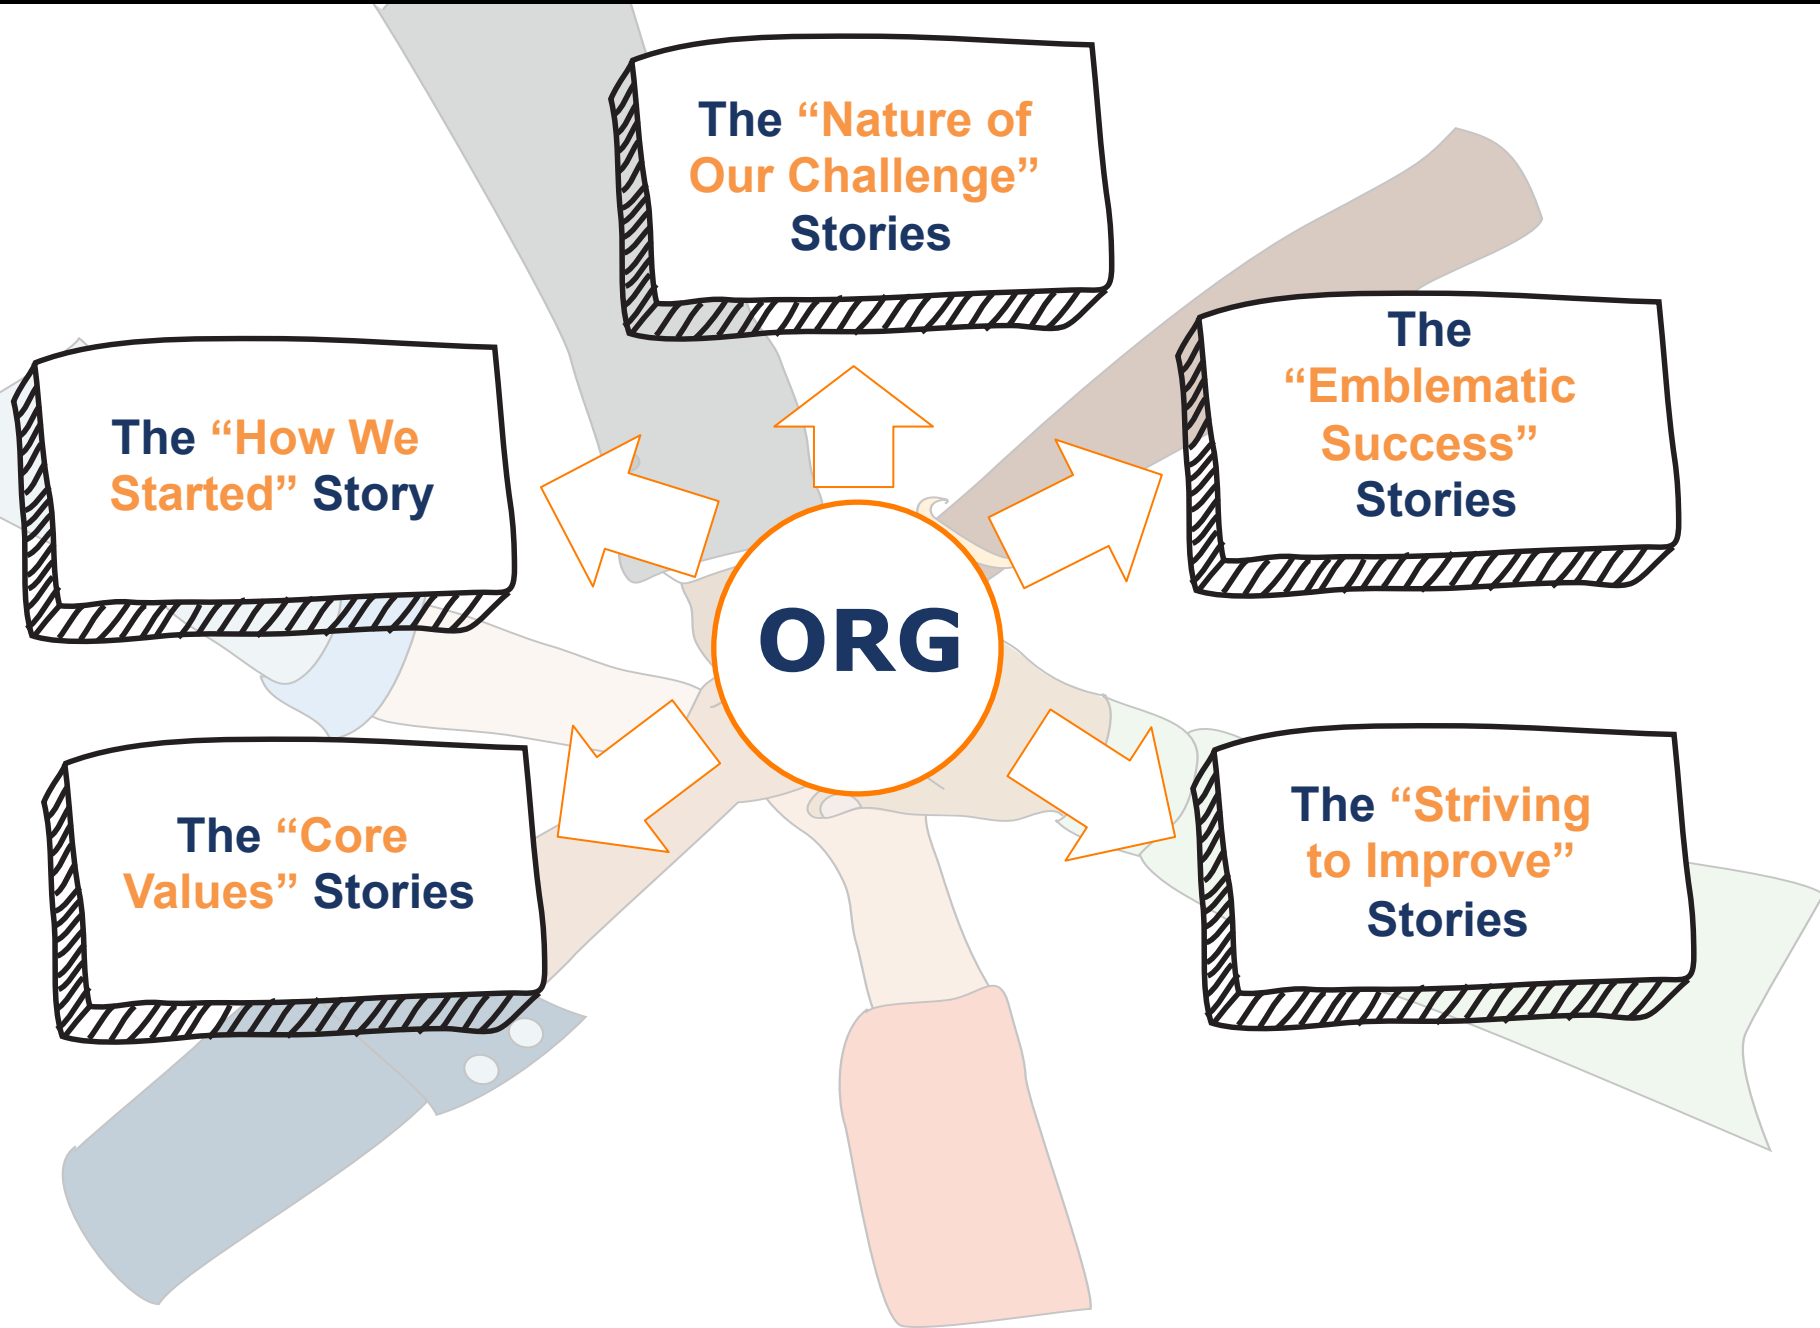 The “Nature of
Our Challenge”
Stories
The “How We
Started” Story
The
“Emblematic
Success”
Stories
ORG
The “Core
Values” Stories
The “Striving
to Improve”
Stories